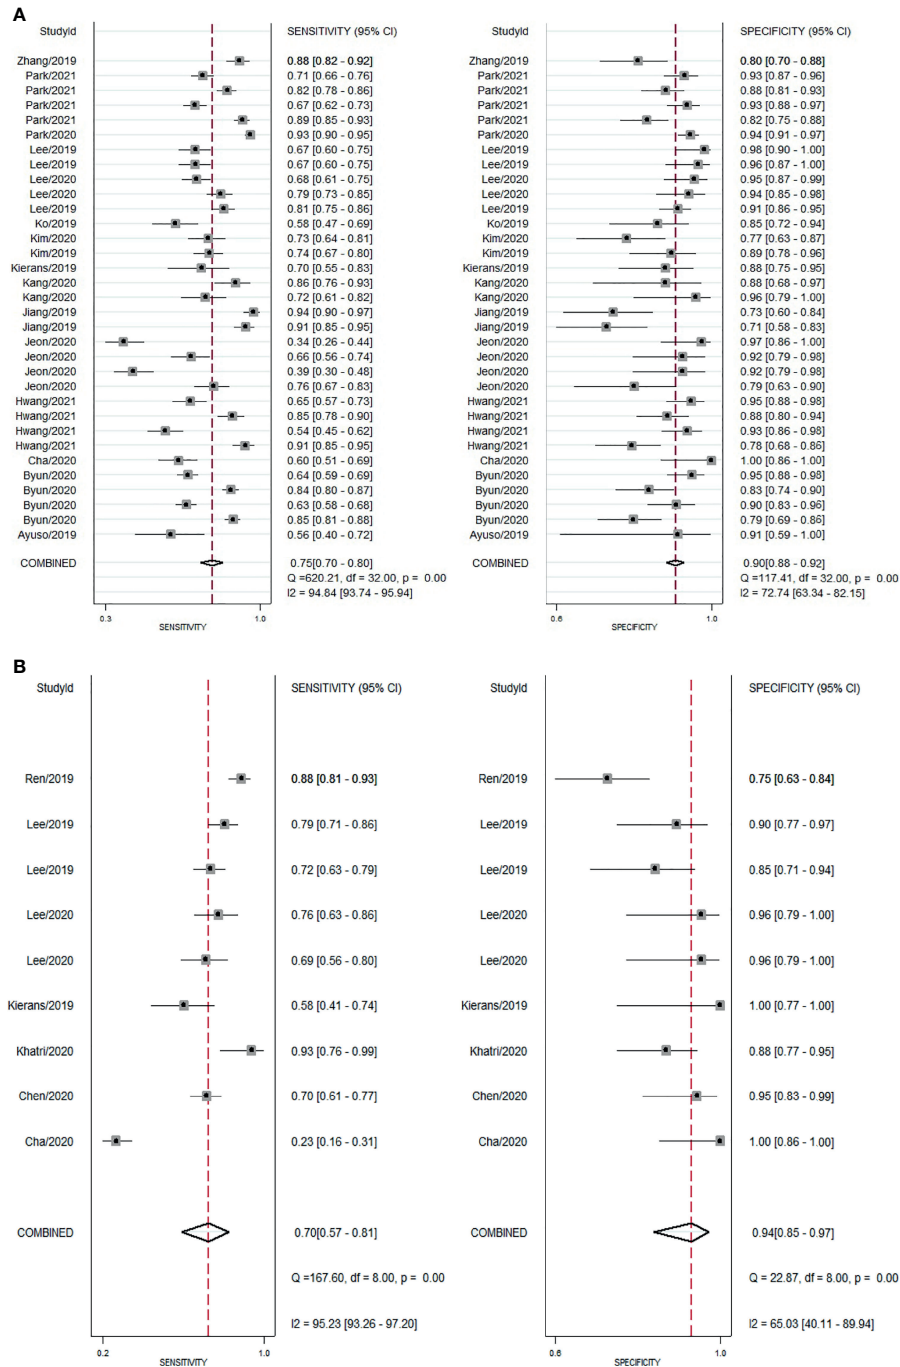 A
StudyId SENSITIVITY (95% CI) StudyId SPECIFICITY (95% CI)
Zhang/2019 0.88 [0.82 - 0.92] Zhang/2019 0.80 [0.70 - 0.88]
Park/2021 0.71 [0.66 - 0.76] Park/2021 0.93 [0.87 - 0.96]
Park/2021 0.82 [0.78 - 0.86] Park/2021 0.88 [0.81 - 0.93]
Park/2021 0.67 [0.62 - 0.73] Park/2021 0.93 [0.88 - 0.97]
Park/2021 0.89 [0.85 - 0.93] Park/2021 0.82 [0.75 - 0.88]
Park/2020 0.93 [0.90 - 0.95] Park/2020 0.94 [0.91 - 0.97]
Lee/2019 0.67 [0.60 - 0.75] Lee/2019 0.98 [0.90 - 1.00]
Lee/2019 0.67 [0.60 - 0.75] Lee/2019 0.96 [0.87 - 1.00]
Lee/2020 0.68 [0.61 - 0.75] Lee/2020 0.95 [0.87 - 0.99]
Lee/2020 0.79 [0.73 - 0.85] Lee/2020 0.94 [0.85 - 0.98]
Lee/2019 0.81 [0.75 - 0.86] Lee/2019 0.91 [0.86 - 0.95]
Ko/2019 0.58 [0.47 - 0.69] Ko/2019 0.85 [0.72 - 0.94]
Kim/2020 0.73 [0.64 - 0.81] Kim/2020 0.77 [0.63 - 0.87]
Kim/2019 0.74 [0.67 - 0.80] Kim/2019 0.89 [0.78 - 0.96]
Kierans/2019 0.70 [0.55 - 0.83] Kierans/2019 0.88 [0.75 - 0.95]
Kang/2020 0.86 [0.76 - 0.93] Kang/2020 0.88 [0.68 - 0.97]
Kang/2020 0.72 [0.61 - 0.82] Kang/2020 0.96 [0.79 - 1.00]
Jiang/2019 0.94 [0.90 - 0.97] Jiang/2019 0.73 [0.60 - 0.84]
Jiang/2019 0.91 [0.85 - 0.95] Jiang/2019 0.71 [0.58 - 0.83]
Jeon/2020 0.34 [0.26 - 0.44] Jeon/2020 0.97 [0.86 - 1.00]
Jeon/2020 0.66 [0.56 - 0.74] Jeon/2020 0.92 [0.79 - 0.98]
Jeon/2020 0.39 [0.30 - 0.48] Jeon/2020 0.92 [0.79 - 0.98]
Jeon/2020 0.76 [0.67 - 0.83] Jeon/2020 0.79 [0.63 - 0.90]
Hwang/2021 0.65 [0.57 - 0.73] Hwang/2021 0.95 [0.88 - 0.98]
Hwang/2021 0.85 [0.78 - 0.90] Hwang/2021 0.88 [0.80 - 0.94]
Hwang/2021 0.54 [0.45 - 0.62] Hwang/2021 0.93 [0.86 - 0.98]
Hwang/2021 0.91 [0.85 - 0.95] Hwang/2021 0.78 [0.68 - 0.86]
Cha/2020 0.60 [0.51 - 0.69] Cha/2020 1.00 [0.86 - 1.00]
Byun/2020 0.64 [0.59 - 0.69] Byun/2020 0.95 [0.88 - 0.98]
Byun/2020 0.84 [0.80 - 0.87] Byun/2020 0.83 [0.74 - 0.90]
Byun/2020 0.63 [0.58 - 0.68] Byun/2020 0.90 [0.83 - 0.96]
Byun/2020 0.85 [0.81 - 0.88] Byun/2020 0.79 [0.69 - 0.86]
Ayuso/2019 0.56 [0.40 - 0.72] Ayuso/2019 0.91 [0.59 - 1.00]
COMBINED 0.75[0.70 - 0.80] COMBINED 0.90[0.88 - 0.92]
Q =620.21, df = 32.00, p = 0.00 Q =117.41, df = 32.00, p = 0.00
I2 = 94.84 [93.74 - 95.94] I2 = 72.74 [63.34 - 82.15]
0.3 1.0 0.6 1.0
SENSITIVITY SPECIFICITY
B
StudyId SENSITIVITY (95% CI) StudyId SPECIFICITY (95% CI)
Ren/2019 0.88 [0.81 - 0.93] Ren/2019 0.75 [0.63 - 0.84]
Lee/2019 0.79 [0.71 - 0.86] Lee/2019 0.90 [0.77 - 0.97]
Lee/2019 0.72 [0.63 - 0.79] Lee/2019 0.85 [0.71 - 0.94]
Lee/2020 0.76 [0.63 - 0.86] Lee/2020 0.96 [0.79 - 1.00]
Lee/2020 0.69 [0.56 - 0.80] Lee/2020 0.96 [0.79 - 1.00]
Kierans/2019 0.58 [0.41 - 0.74] Kierans/2019 1.00 [0.77 - 1.00]
Khatri/2020 0.93 [0.76 - 0.99] Khatri/2020 0.88 [0.77 - 0.95]
Chen/2020 0.70 [0.61 - 0.77] Chen/2020 0.95 [0.83 - 0.99]
Cha/2020 0.23 [0.16 - 0.31] Cha/2020 1.00 [0.86 - 1.00]
COMBINED 0.70[0.57 - 0.81] COMBINED 0.94[0.85 - 0.97]
Q =167.60, df = 8.00, p = 0.00 Q = 22.87, df = 8.00, p = 0.00
I2 = 95.23 [93.26 - 97.20] I2 = 65.03 [40.11 - 89.94]
0.2 1.0 0.6 1.0
SENSITIVITY SPECIFICITY